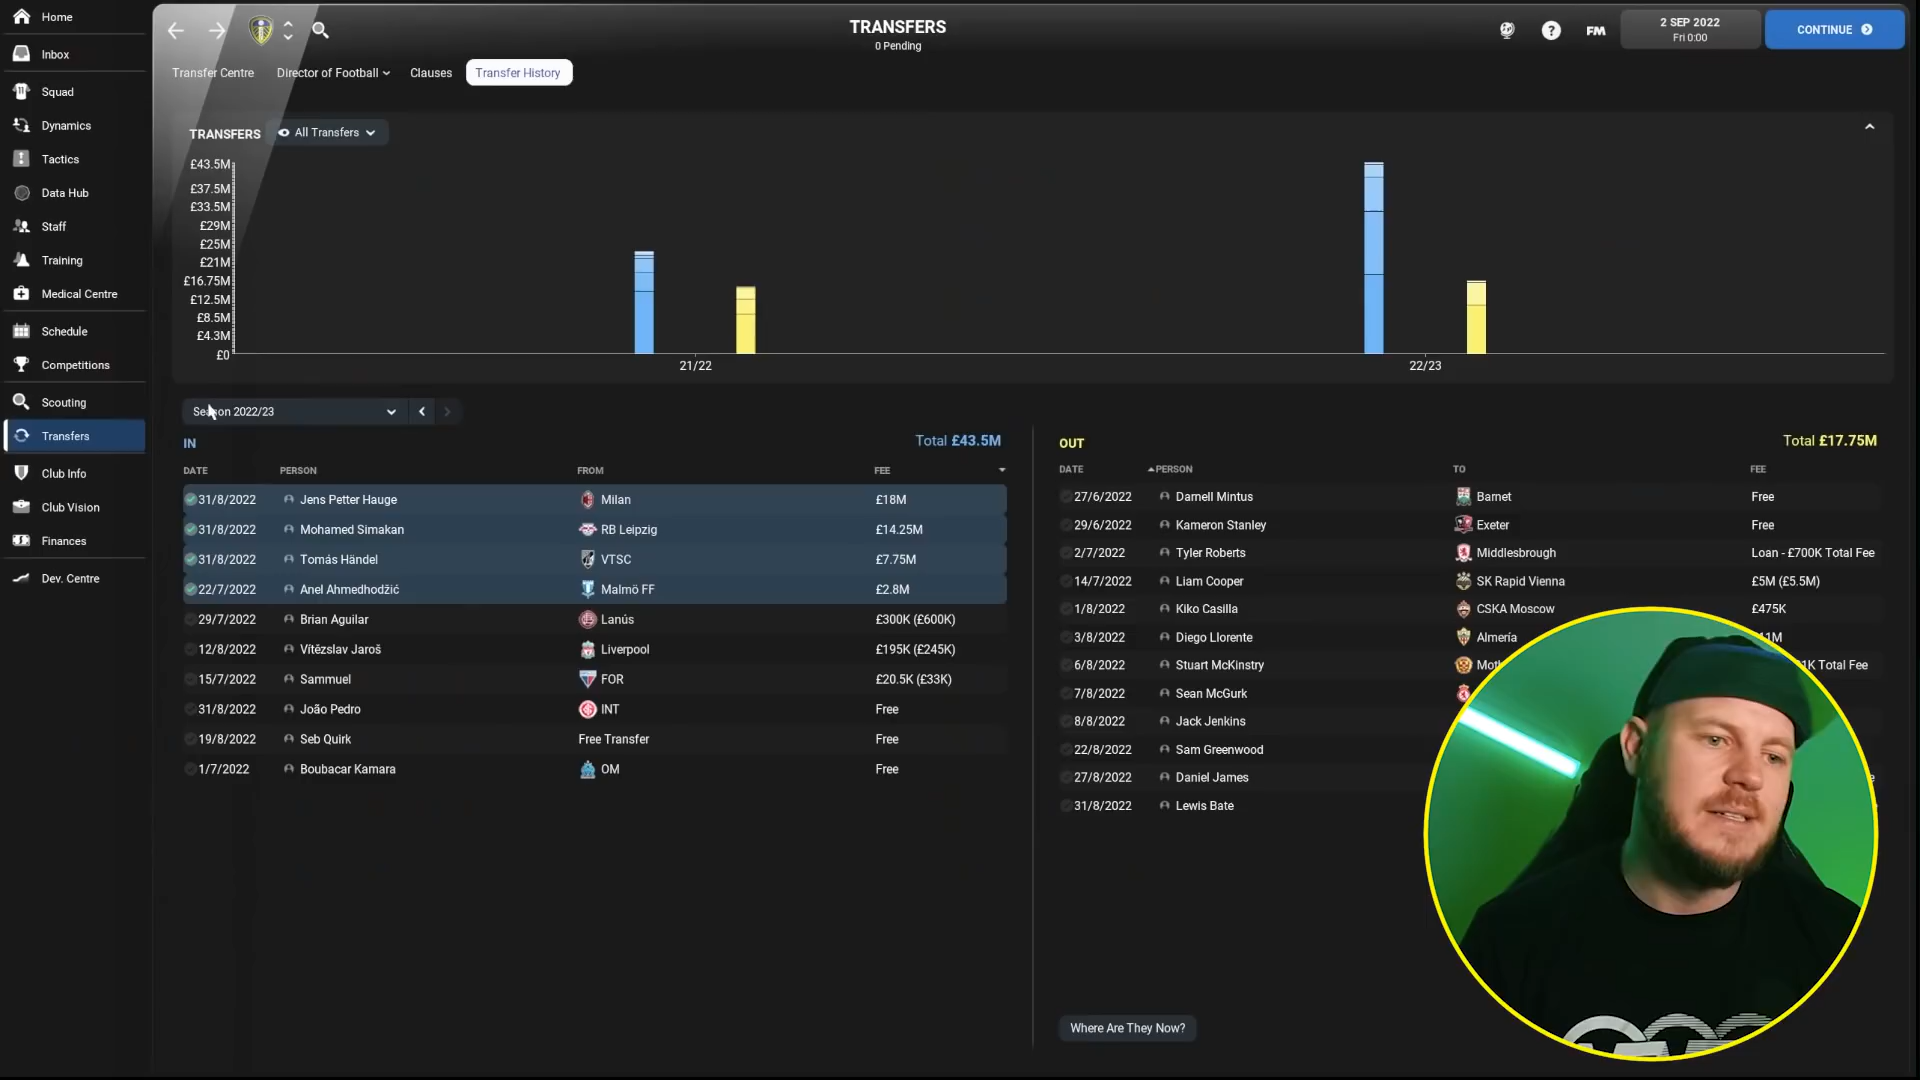 Home
Inbox
Squad
Dynamics
Tactics
Data Hub
Staff
Training
Medical Centre
Schedule
Competitions
Scouting
Transfers
Club Info
Club Vision
Finances
Dev. Centre
TRANSFERS
0 Pending
FM
2 SEP 2022
Fri 0:00
CONTINUE
Transfer Centre
Director of Football
Clauses
Transfer History
TRANSFERS
All Transfers
£43.5M
£37.5M
£33.5M
£29M
£25M
£21M
£16.75M
£12.5M
£8.5M
£4.3M
£0
21/22
22/23
Season 2022/23
IN
Total £43.5M
DATE PERSON FROM FEE
31/8/2022 Jens Petter Hauge Milan £18M
31/8/2022 Mohamed Simakan RB Leipzig £14.25M
31/8/2022 Tomás Händel VTSC £7.75M
22/7/2022 Anel Ahmedhodžić Malmö FF £2.8M
29/7/2022 Brian Aguilar Lanús £300K (£600K)
12/8/2022 Vítězslav Jaroš Liverpool £195K (£245K)
15/7/2022 Sammuel FOR £20.5K (£33K)
31/8/2022 João Pedro INT Free
19/8/2022 Seb Quirk Free Transfer Free
1/7/2022 Boubacar Kamara OM Free
OUT
Total £17.75M
DATE PERSON TO FEE
27/6/2022 Darnell Mintus Barnet Free
29/6/2022 Kameron Stanley Exeter Free
2/7/2022 Tyler Roberts Middlesbrough Loan - £700K Total Fee
14/7/2022 Liam Cooper SK Rapid Vienna £5M (£5.5M)
1/8/2022 Kiko Casilla CSKA Moscow £475K
3/8/2022 Diego Llorente Almería
6/8/2022 Stuart McKinstry Total Fee
7/8/2022 Sean McGurk
8/8/2022 Jack Jenkins
22/8/2022 Sam Greenwood
27/8/2022 Daniel James
31/8/2022 Lewis Bate
Where Are They Now?